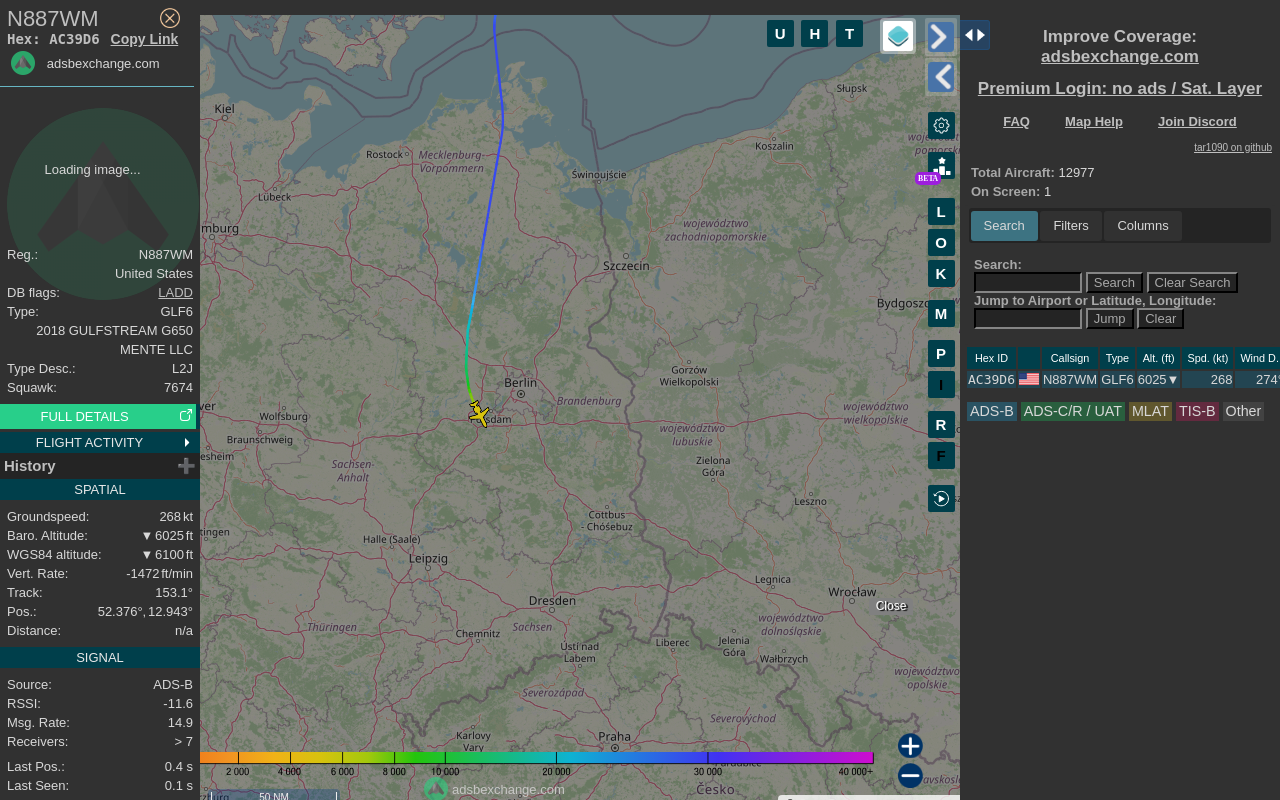 N887WM
Hex: AC39D6 Copy Link
adsbexchange.com
Loading image...
Reg.: N887WM
United States
DB flags: LADD
Type: GLF6
2018 GULFSTREAM G650
MENTE LLC
Type Desc.: L2J
Squawk: 7674
FULL DETAILS
FLIGHT ACTIVITY
History
SPATIAL
Groundspeed: 268 kt
Baro. Altitude: ▼ 6025 ft
WGS84 altitude: ▼ 6100 ft
Vert. Rate: -1472 ft/min
Track: 153.1°
Pos.: 52.376°, 12.943°
Distance: n/a
SIGNAL
Source: ADS-B
RSSI: -11.6
Msg. Rate: 14.9
Receivers: > 7
Last Pos.: 0.4 s
Last Seen: 0.1 s
U H T
Kiel
Słupsk
Koszalin
Rostock
Mecklenburg-
Vorpommern
Świnoujście
Lübeck
mburg
województwo
zachodniopomorskie
województwo
pomorskie
Szczecin
Bydgoszcz
BETA
L
O
K
M
P
I
R
F
Gorzów
Wielkopolski
Berlin
Brandenburg
województwo
wielkopolskie
Wolfsburg
Braunschweig
województwo
lubuskie
Sachsen-
Anhalt
Zielona
Góra
Leszno
Cottbus
- Chóśebuz
Halle (Saale)
Leipzig
Legnica
Wrocław
Close
Dresden
województwo
dolnośląskie
Thüringen
Chemnitz
Sachsen
Liberec
Jelenia
Góra
Ústí nad
Labem
Wałbrzych
województwo
opolskie
Severozápad
Severovýchod
Karlovy
Vary
Praha
2 000 4 000 6 000 8 000 10 000 20 000 30 000 40 000+
adsbexchange.com
Česko
50 NM
Improve Coverage:
adsbexchange.com
Premium Login: no ads / Sat. Layer
FAQ Map Help Join Discord
tar1090 on github
Total Aircraft: 12977
On Screen: 1
Search Filters Columns
Search:
Search Clear Search
Jump to Airport or Latitude, Longitude:
Jump Clear
Hex ID Callsign Type Alt. (ft) Spd. (kt) Wind D.
AC39D6 N887WM GLF6 6025▼ 268 274°
ADS-B ADS-C/R / UAT MLAT TIS-B Other